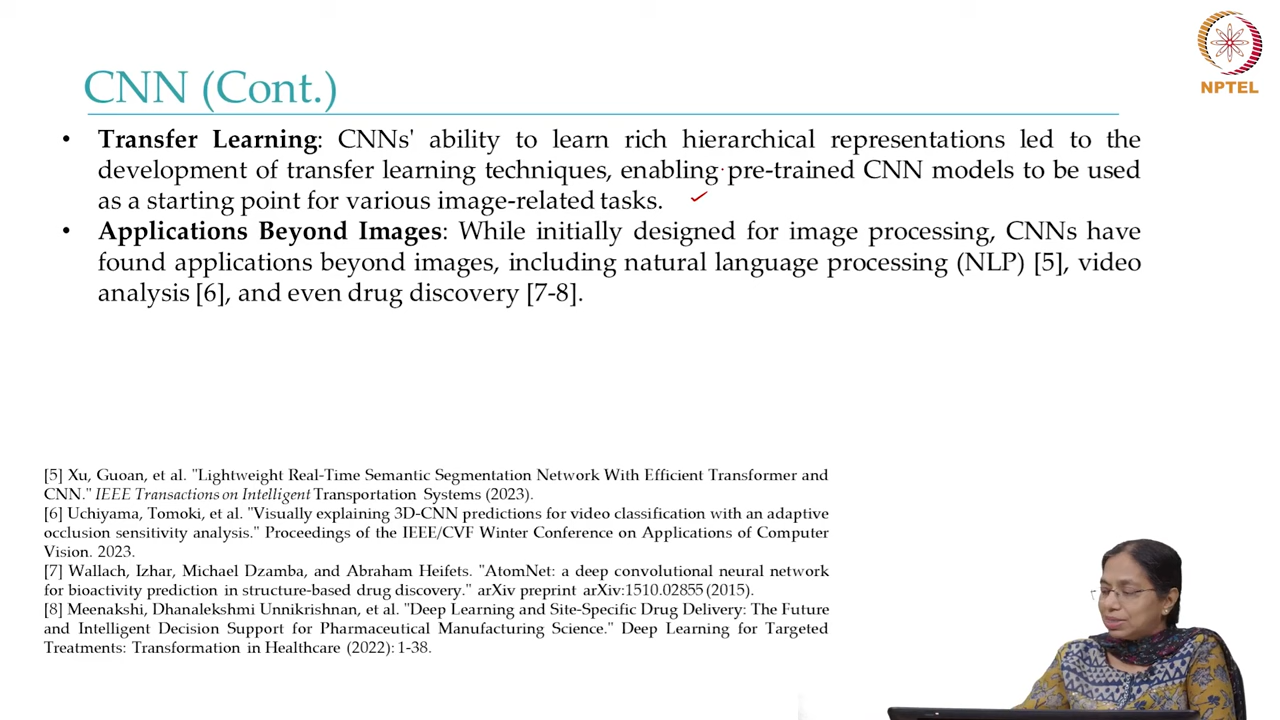 NPTEL
CNN (Cont.)
• Transfer Learning: CNNs' ability to learn rich hierarchical representations led to the
development of transfer learning techniques, enabling pre-trained CNN models to be used
as a starting point for various image-related tasks.
• Applications Beyond Images: While initially designed for image processing, CNNs have
found applications beyond images, including natural language processing (NLP) [5], video
analysis [6], and even drug discovery [7-8].
[5] Xu, Guoan, et al. "Lightweight Real-Time Semantic Segmentation Network With Efficient Transformer and
CNN." IEEE Transactions on Intelligent Transportation Systems (2023).
[6] Uchiyama, Tomoki, et al. "Visually explaining 3D-CNN predictions for video classification with an adaptive
occlusion sensitivity analysis." Proceedings of the IEEE/CVF Winter Conference on Applications of Computer
Vision. 2023.
[7] Wallach, Izhar, Michael Dzamba, and Abraham Heifets. "AtomNet: a deep convolutional neural network
for bioactivity prediction in structure-based drug discovery." arXiv preprint arXiv:1510.02855 (2015).
[8] Meenakshi, Dhanalekshmi Unnikrishnan, et al. "Deep Learning and Site-Specific Drug Delivery: The Future
and Intelligent Decision Support for Pharmaceutical Manufacturing Science." Deep Learning for Targeted
Treatments: Transformation in Healthcare (2022): 1-38.